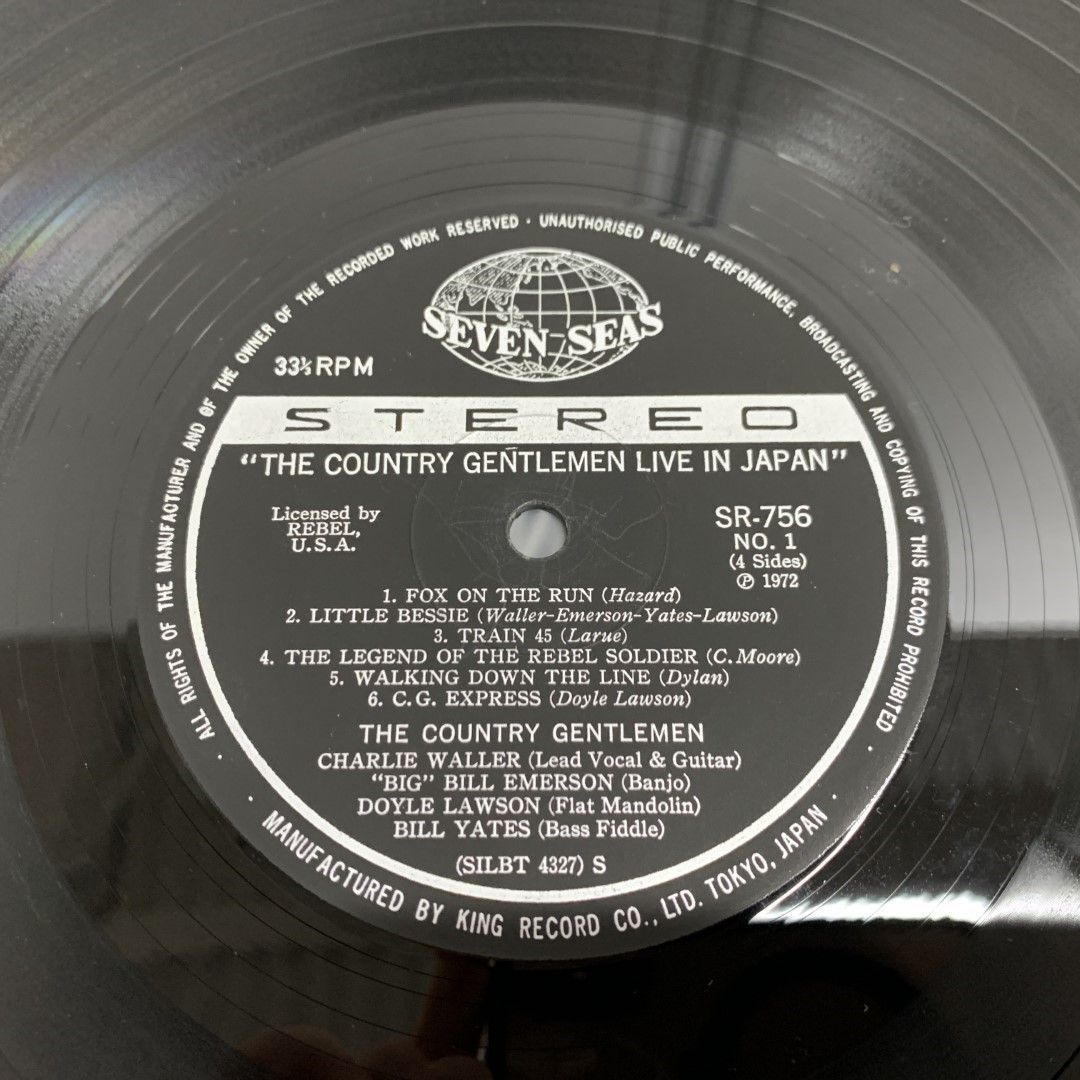 ALL RIGHTS OF THE MANUFACTURER AND OF THE OWNER OF THE RECORDED WORK RESERVED · UNAUTHORISED PUBLIC PERFORMANCE, BROADCASTING AND COPYING OF THIS RECORD PROHIBITED
SEVEN-SEAS
33⅓ RPM
STEREO
"THE COUNTRY GENTLEMEN LIVE IN JAPAN"
Licensed by
REBEL,
U.S.A.
SR-756
NO. 1
(4 Sides)
Ⓟ 1972
1. FOX ON THE RUN (Hazard)
2. LITTLE BESSIE (Waller-Emerson-Yates-Lawson)
3. TRAIN 45 (Larue)
4. THE LEGEND OF THE REBEL SOLDIER (C. Moore)
5. WALKING DOWN THE LINE (Dylan)
6. C. G. EXPRESS (Doyle Lawson)
THE COUNTRY GENTLEMEN
CHARLIE WALLER (Lead Vocal & Guitar)
"BIG" BILL EMERSON (Banjo)
DOYLE LAWSON (Flat Mandolin)
BILL YATES (Bass Fiddle)
(SILBT 4327) S
· MANUFACTURED BY KING RECORD CO., LTD. TOKYO, JAPAN ·